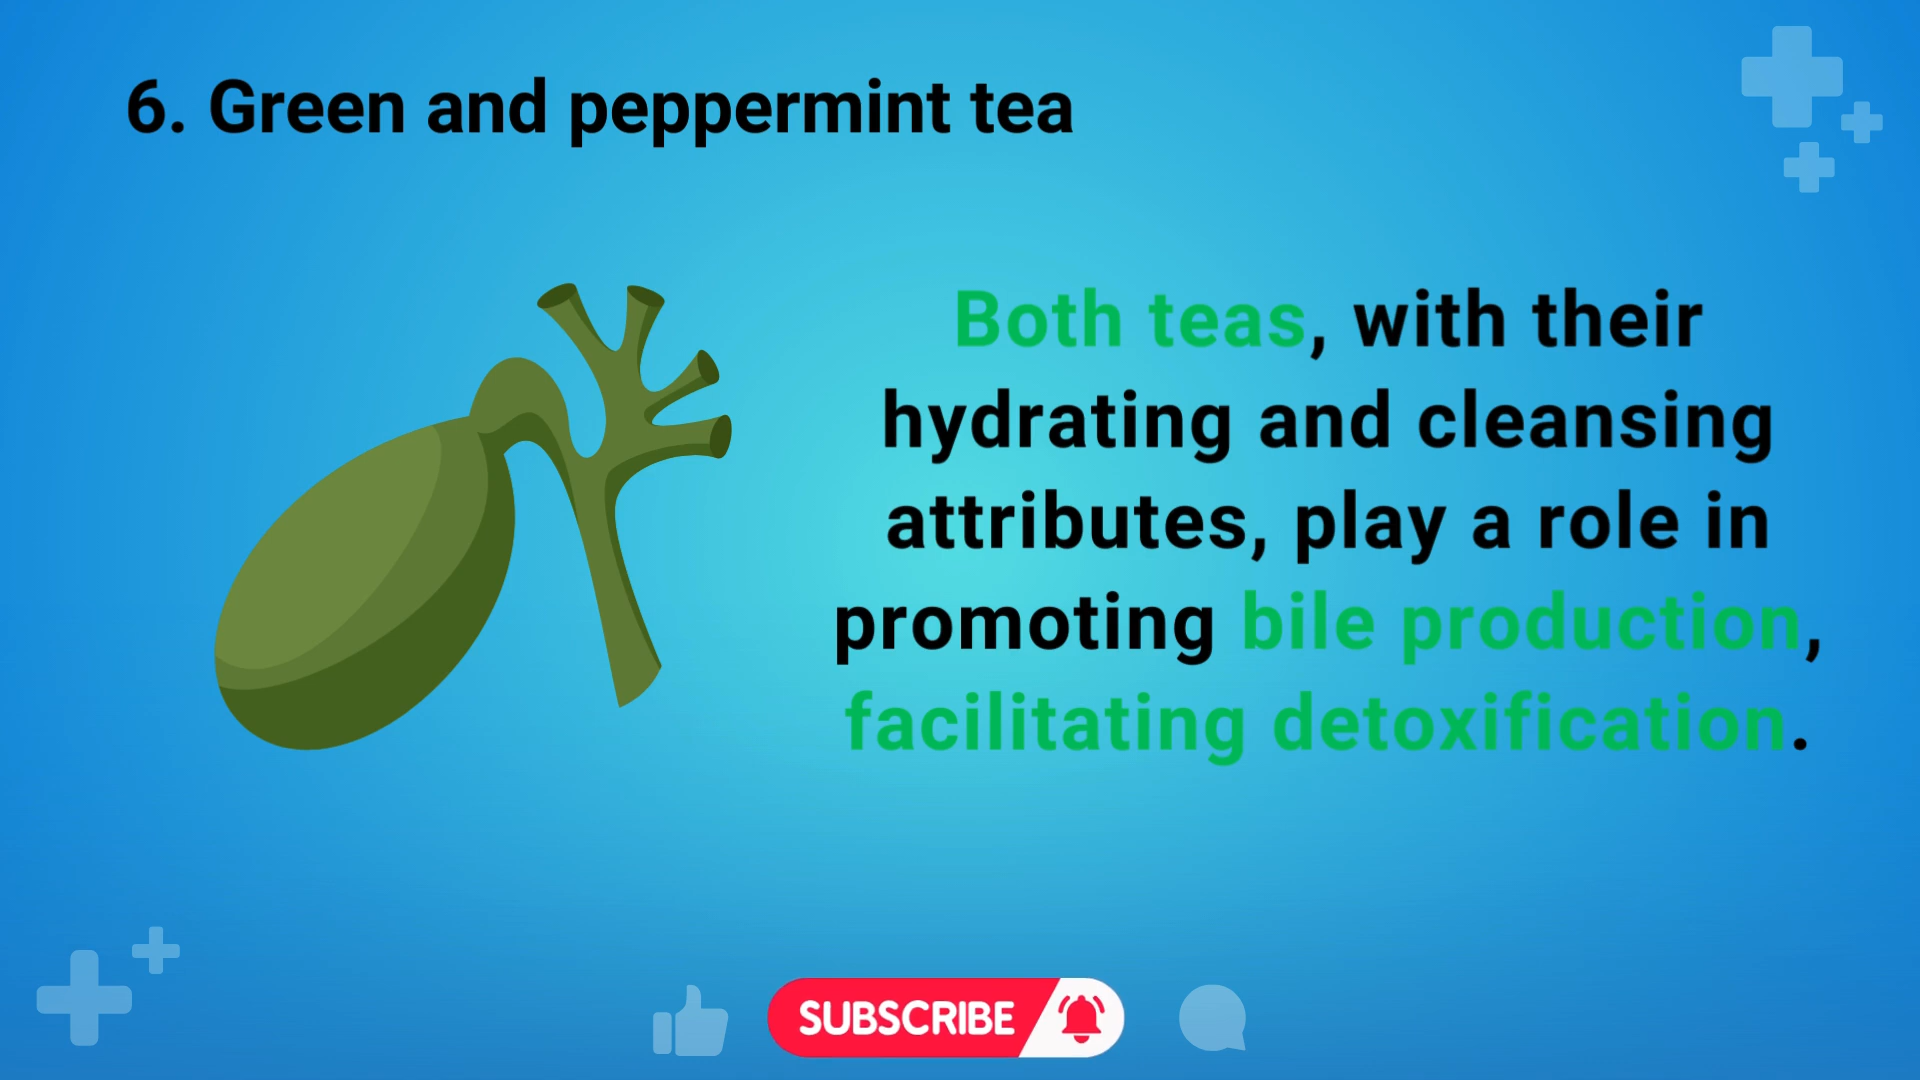 6. Green and peppermint tea
Both teas, with their
hydrating and cleansing
attributes, play a role in
promoting bile production,
facilitating detoxification.
SUBSCRIBE